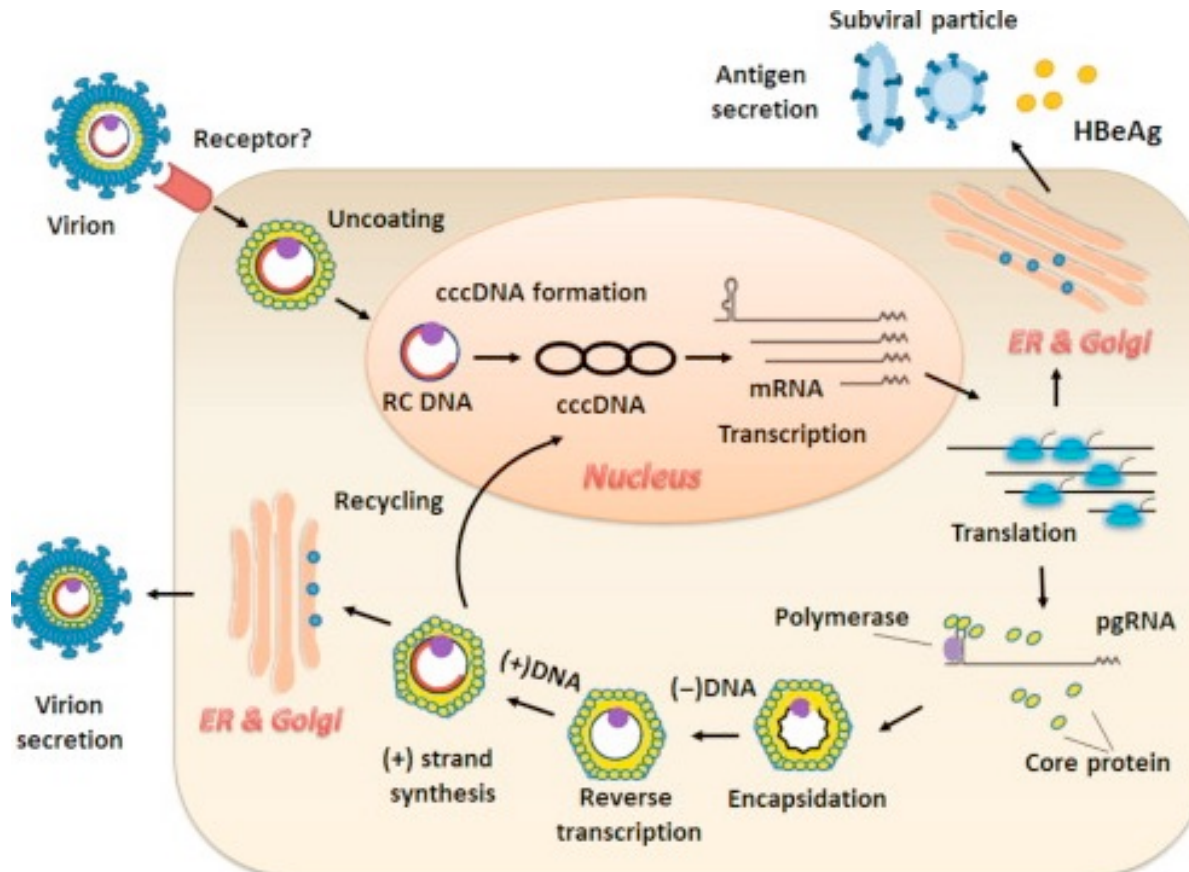 Subviral particle
Antigen
secretion
HBeAg
Receptor?
Virion
Uncoating
cccDNA formation
RC DNA
cccDNA
mRNA
Transcription
Nucleus
ER & Golgi
Translation
Recycling
Polymerase
pgRNA
Core protein
(–)DNA
Encapsidation
(+)DNA
Reverse
transcription
(+) strand
synthesis
ER & Golgi
Virion
secretion